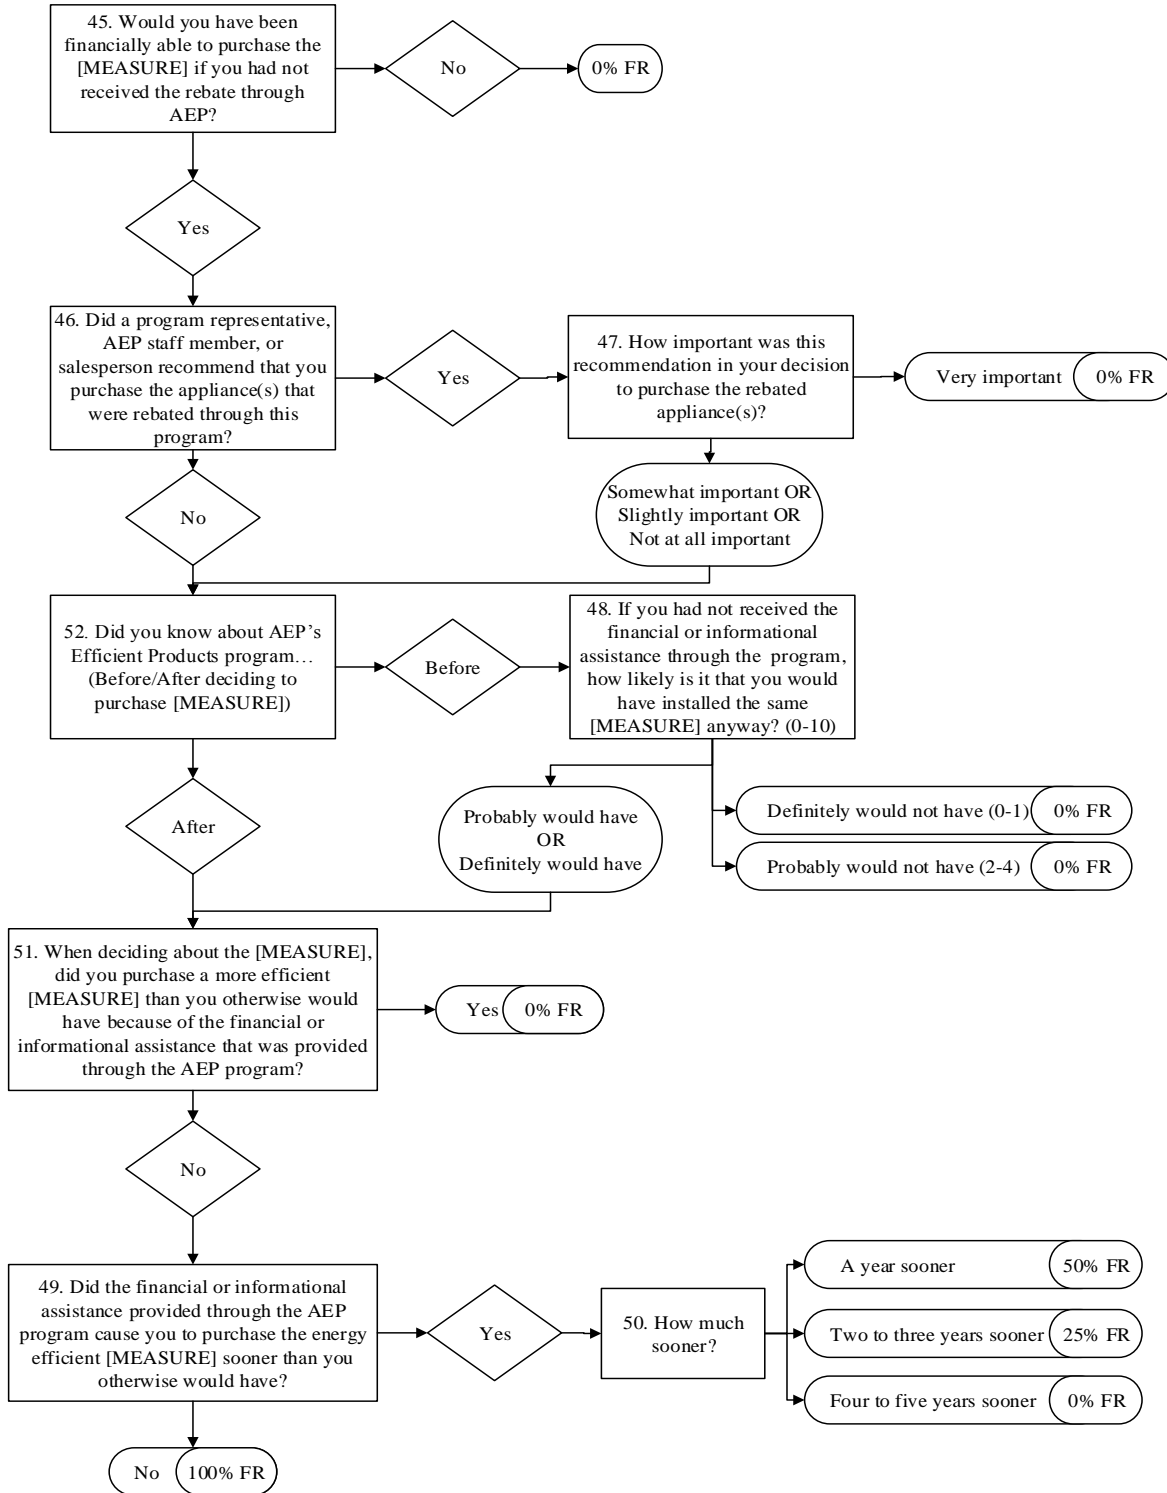 45. Would you have been
financially able to purchase the
[MEASURE] if you had not
received the rebate through
AEP?
No
0% FR
Yes
46. Did a program representative,
AEP staff member, or
salesperson recommend that you
purchase the appliance(s) that
were rebated through this
program?
Yes
47. How important was this
recommendation in your decision
to purchase the rebated
appliance(s)?
Very important
0% FR
No
Somewhat important OR
Slightly important OR
Not at all important
52. Did you know about AEP’s
Efficient Products program…
(Before/After deciding to
purchase [MEASURE])
Before
48. If you had not received the
financial or informational
assistance through the program,
how likely is it that you would
have installed the same
[MEASURE] anyway? (0-10)
After
Probably would have
OR
Definitely would have
Definitely would not have (0-1)
0% FR
Probably would not have (2-4)
0% FR
51. When deciding about the [MEASURE],
did you purchase a more efficient
[MEASURE] than you otherwise would
have because of the financial or
informational assistance that was provided
through the AEP program?
Yes
0% FR
No
49. Did the financial or informational
assistance provided through the AEP
program cause you to purchase the energy
efficient [MEASURE] sooner than you
otherwise would have?
Yes
50. How much
sooner?
A year sooner
50% FR
Two to three years sooner
25% FR
Four to five years sooner
0% FR
No
100% FR